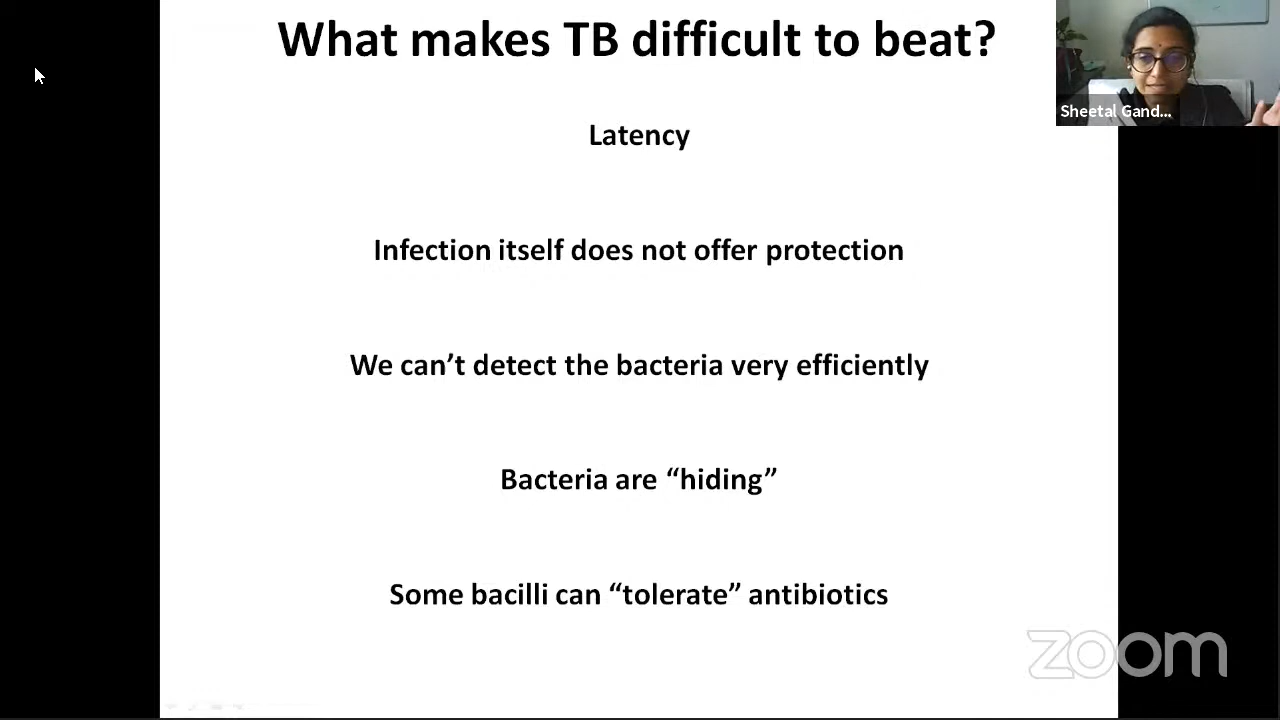 What makes TB difficult to beat?
Sheetal Gand...
Latency
Infection itself does not offer protection
We can’t detect the bacteria very efficiently
Bacteria are “hiding”
Some bacilli can “tolerate” antibiotics
zoom